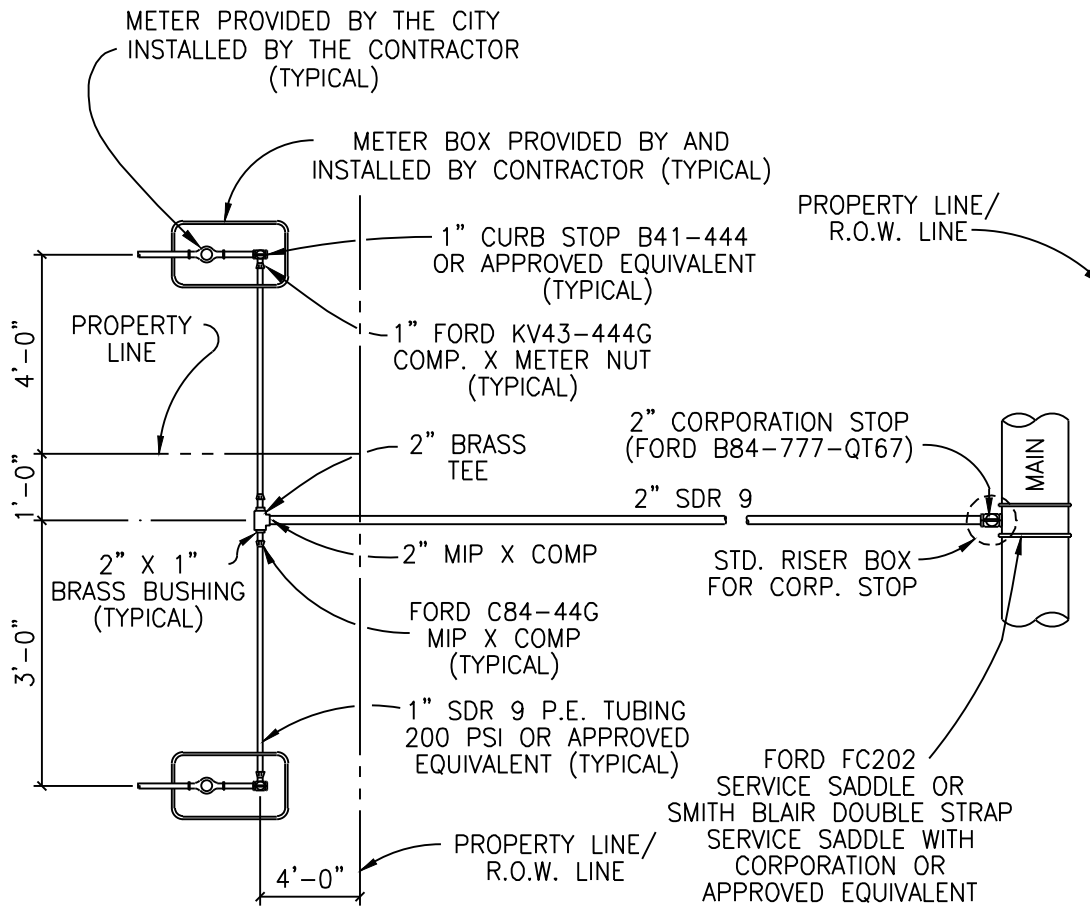 METER PROVIDED BY THE CITY
INSTALLED BY THE CONTRACTOR
(TYPICAL)
METER BOX PROVIDED BY AND
INSTALLED BY CONTRACTOR (TYPICAL)
PROPERTY LINE/
R.O.W. LINE
1" CURB STOP B41-444
OR APPROVED EQUIVALENT
(TYPICAL)
PROPERTY
LINE
1" FORD KV43-444G
COMP. X METER NUT
(TYPICAL)
4'-0"
1'-0"
3'-0"
2" BRASS
TEE
2" CORPORATION STOP
(FORD B84-777-QT67)
MAIN
2" SDR 9
2" X 1"
BRASS BUSHING
(TYPICAL)
2" MIP X COMP
STD. RISER BOX
FOR CORP. STOP
FORD C84-44G
MIP X COMP
(TYPICAL)
1" SDR 9 P.E. TUBING
200 PSI OR APPROVED
EQUIVALENT (TYPICAL)
FORD FC202
SERVICE SADDLE OR
SMITH BLAIR DOUBLE STRAP
SERVICE SADDLE WITH
CORPORATION OR
APPROVED EQUIVALENT
PROPERTY LINE/
R.O.W. LINE
4'-0"